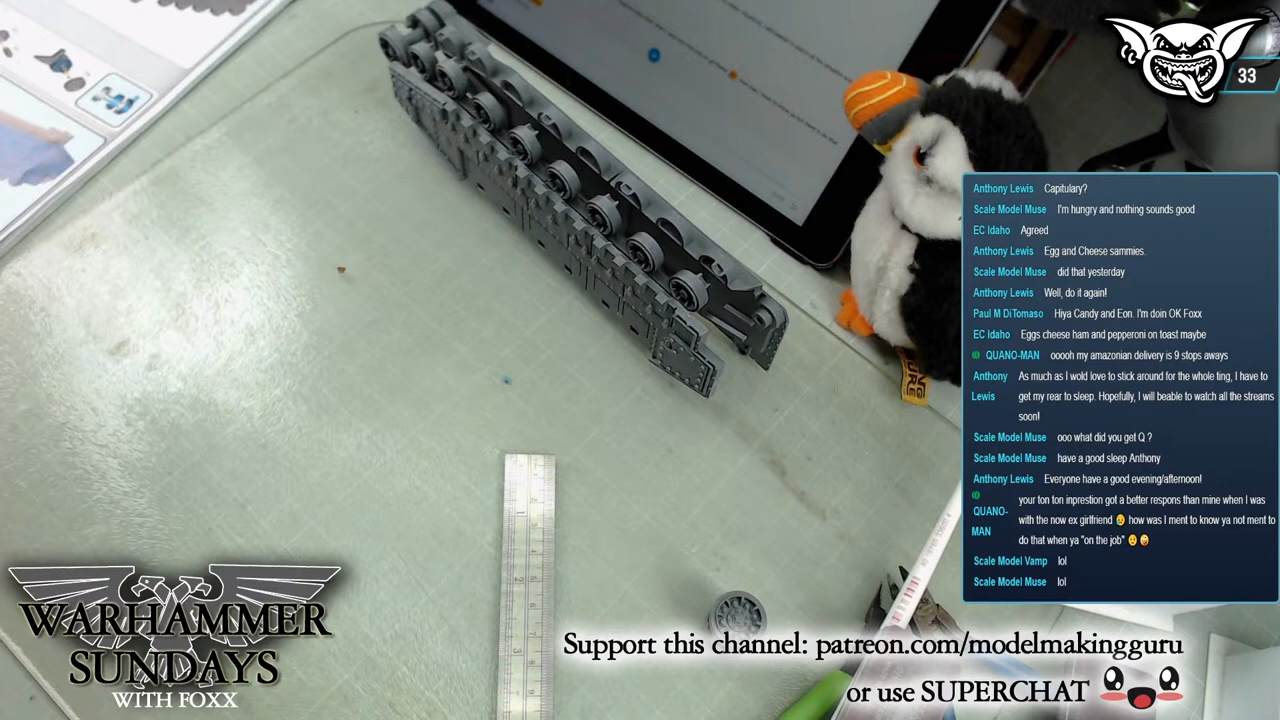 33
Anthony Lewis Capitulary?
Scale Model Muse I'm hungry and nothing sounds good
EC Idaho Agreed
Anthony Lewis Egg and Cheese sammies.
Scale Model Muse did that yesterday
Anthony Lewis Well, do it again!
Paul M DiTomaso Hiya Candy and Eon. I'm doin OK Foxx
EC Idaho Eggs cheese ham and pepperoni on toast maybe
QUANO-MAN ooooh my amazonian delivery is 9 stops aways
Anthony As much as I wold love to stick around for the whole ting, I have to
Lewis get my rear to sleep. Hopefully, I will beable to watch all the streams
soon!
Scale Model Muse ooo what did you get Q ?
Scale Model Muse have a good sleep Anthony
Anthony Lewis Everyone have a good evening/afternoon!
your ton ton inprestion got a better respons than mine when I was
QUANO- with the now ex girlfriend 😥 how was I ment to know ya not ment to
MAN do that when ya "on the job" 😥🤪
Scale Model Vamp lol
Scale Model Muse lol
WARHAMMER
SUNDAYS
WITH FOXX
Support this channel: patreon.com/modelmakingguru
or use SUPERCHAT